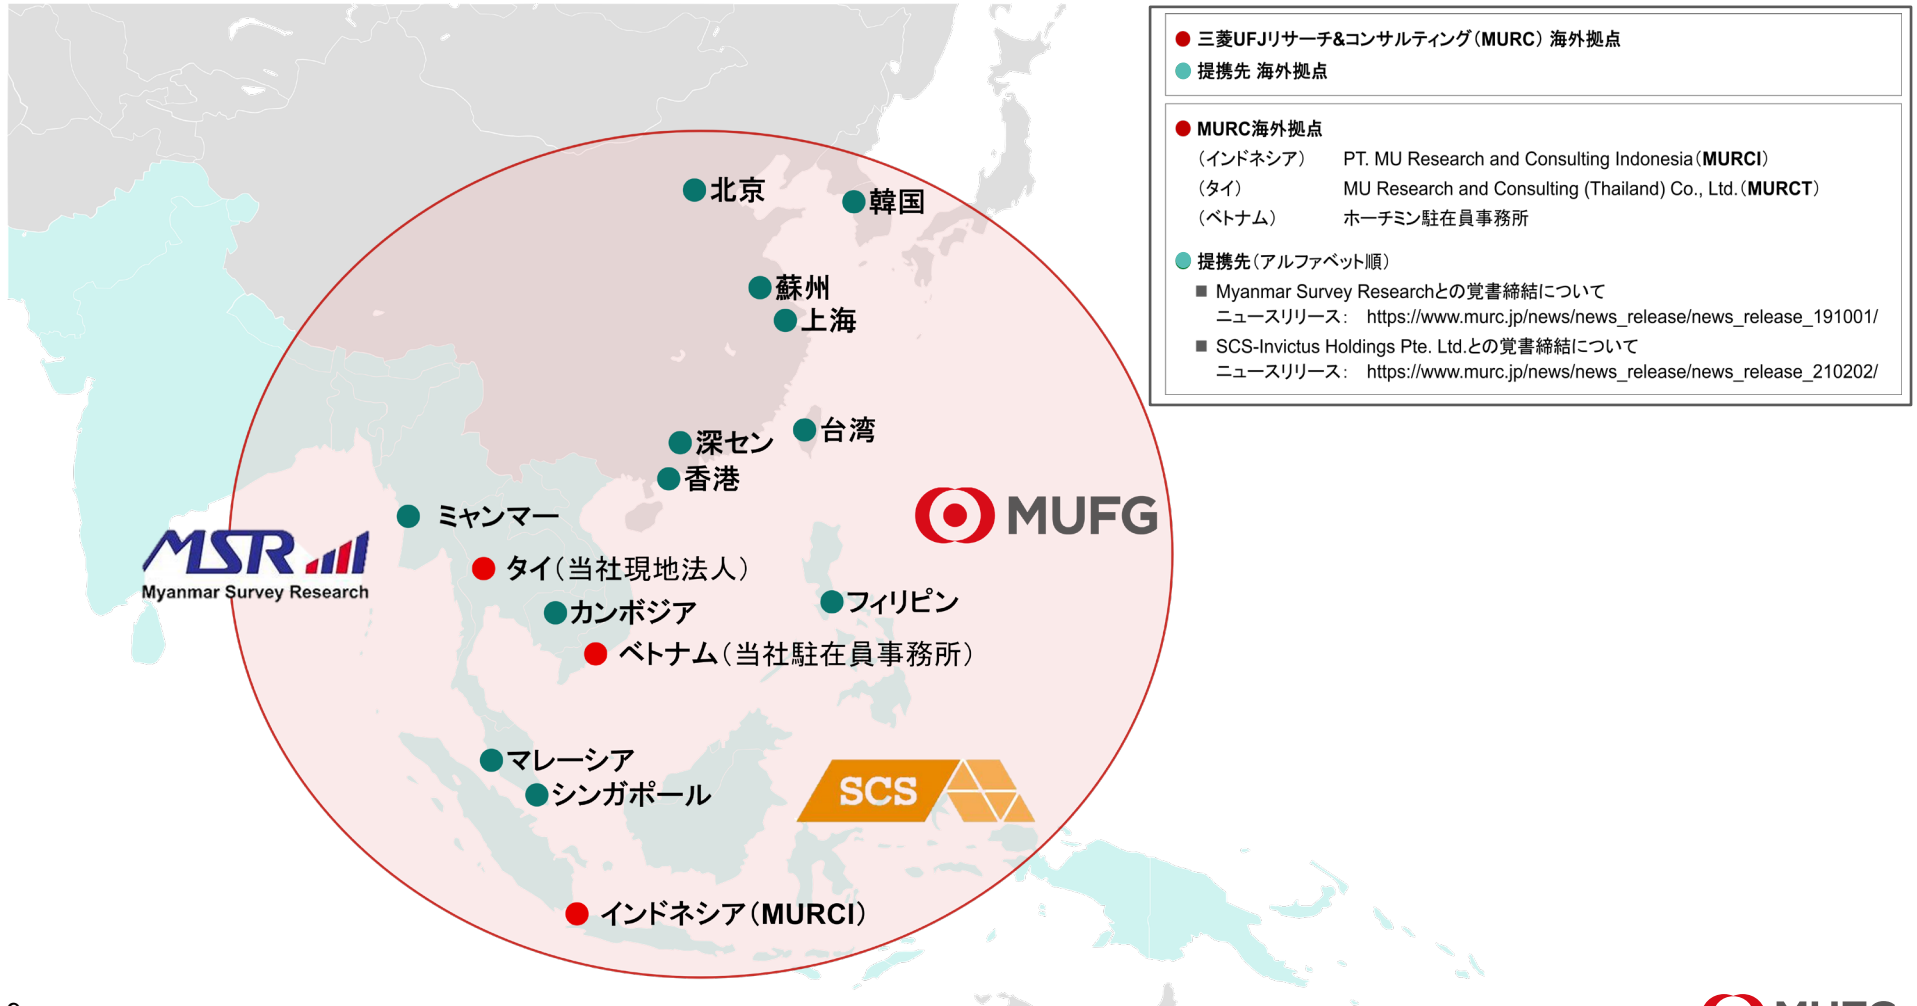 北京
韓国
蘇州
上海
台湾
深セン
香港
MUFG
ミャンマー
MSR
Myanmar Survey Research
タイ（当社現地法人）
カンボジア
フィリピン
ベトナム（当社駐在員事務所）
マレーシア
シンガポール
SCS
インドネシア（MURCI）
三菱UFJリサーチ&コンサルティング（MURC） 海外拠点
提携先 海外拠点
MURC海外拠点
（インドネシア） PT. MU Research and Consulting Indonesia（MURCI）
（タイ） MU Research and Consulting (Thailand) Co., Ltd.（MURCT）
（ベトナム） ホーチミン駐在員事務所
提携先（アルファベット順）
■ Myanmar Survey Researchとの覚書締結について
ニュースリリース： https://www.murc.jp/news/news_release/news_release_191001/
■ SCS-Invictus Holdings Pte. Ltd.との覚書締結について
ニュースリリース： https://www.murc.jp/news/news_release/news_release_210202/
MUFG